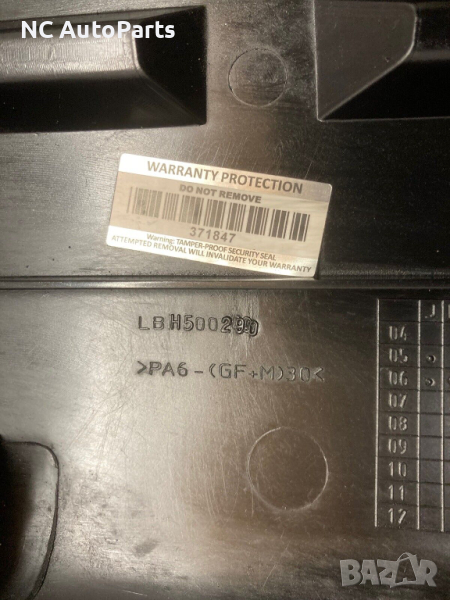 NC AutoParts
WARRANTY PROTECTION
DO NOT REMOVE
371847
Warning: TAMPER-PROOF SECURITY SEAL
ATTEMPTED REMOVAL WILL INVALIDATE YOUR WARRANTY
LBH500290
>PA6-(GF+M)30<
J
04
05
06
07
08
09
10
11
12
BAZAR